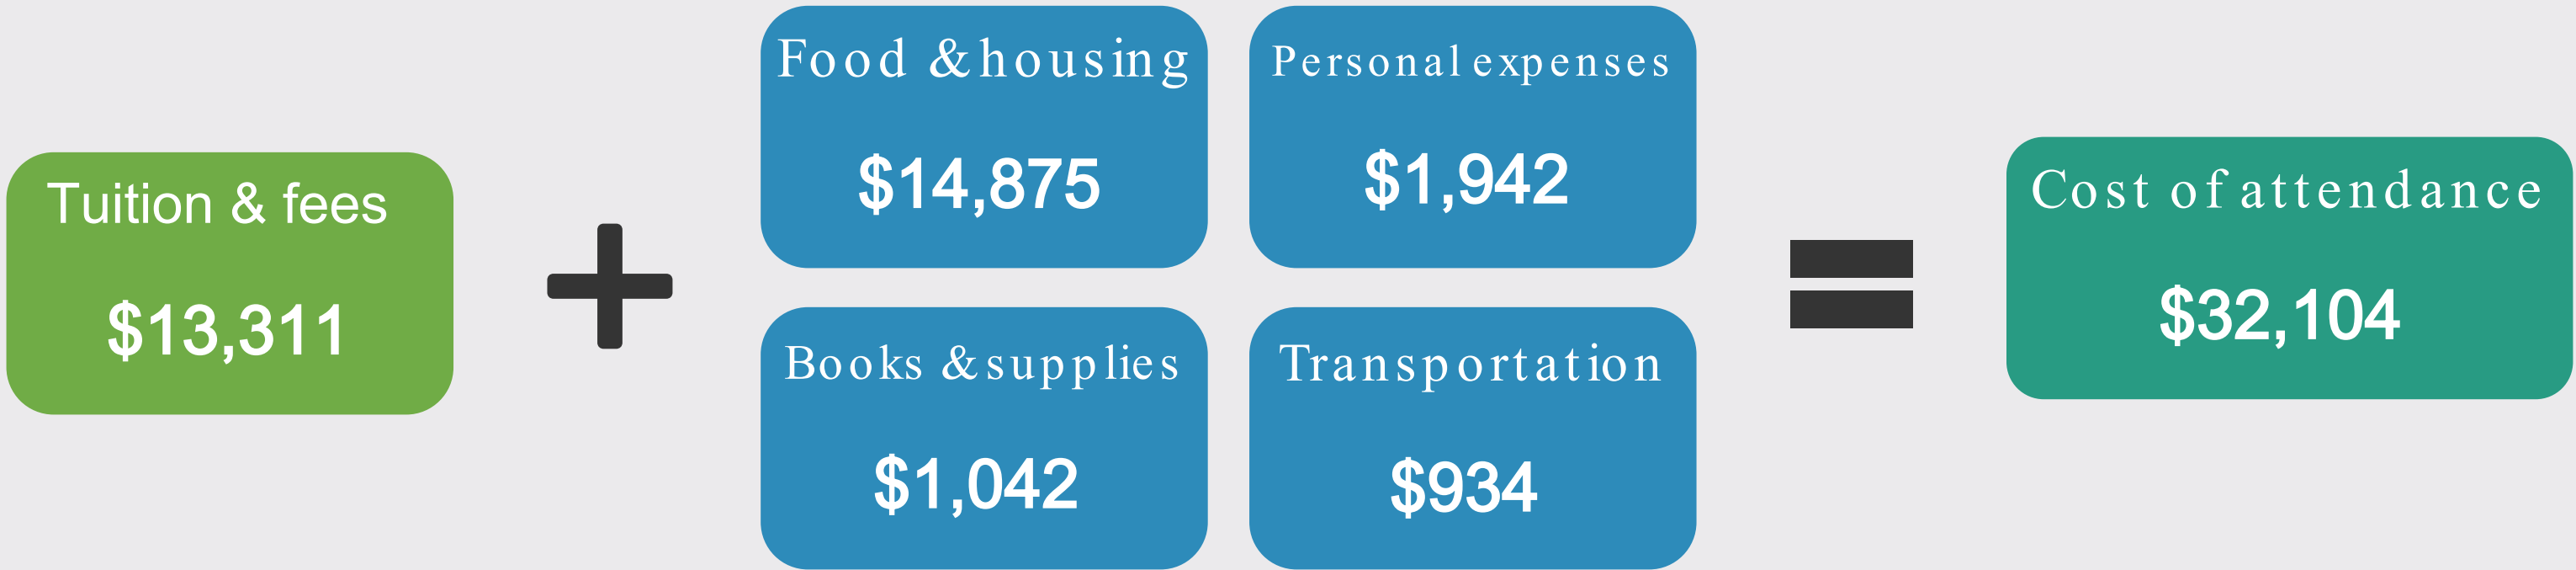 Tuition & fees
$13,311
+
Food & housing
$14,875
Personal expenses
$1,942
Books & supplies
$1,042
Transportation
$934
=
Cost of attendance
$32,104